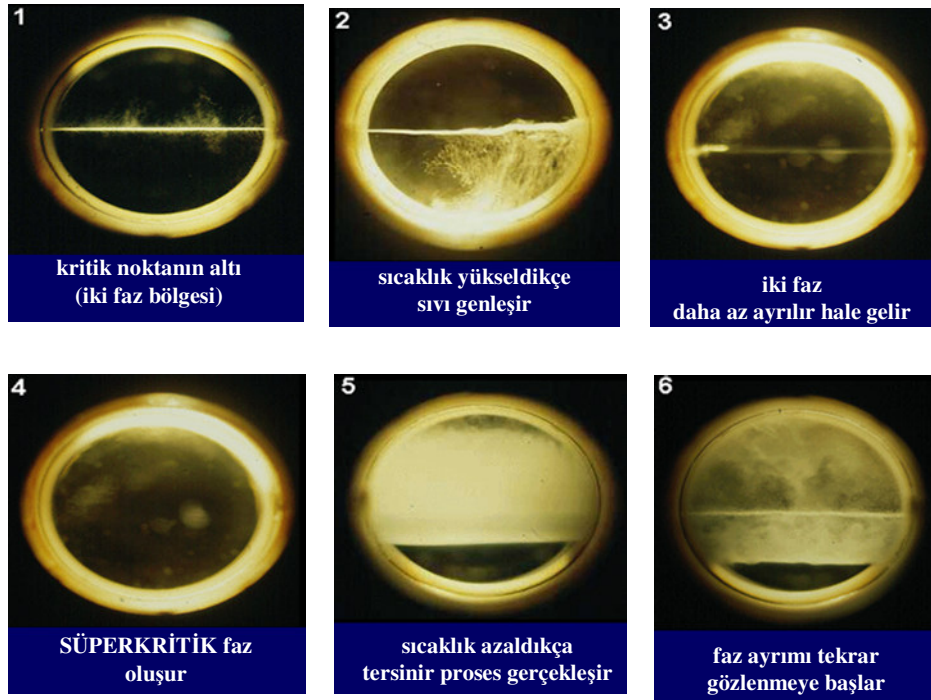 1
kritik noktanın altı
(iki faz bölgesi)
2
sıcaklık yükseldikçe
sıvı genleşir
3
iki faz
daha az ayrılır hale gelir
4
SÜPERKRİTİK faz
oluşur
5
sıcaklık azaldıkça
tersinir proses gerçekleşir
6
faz ayrımı tekrar
gözlenmeye başlar